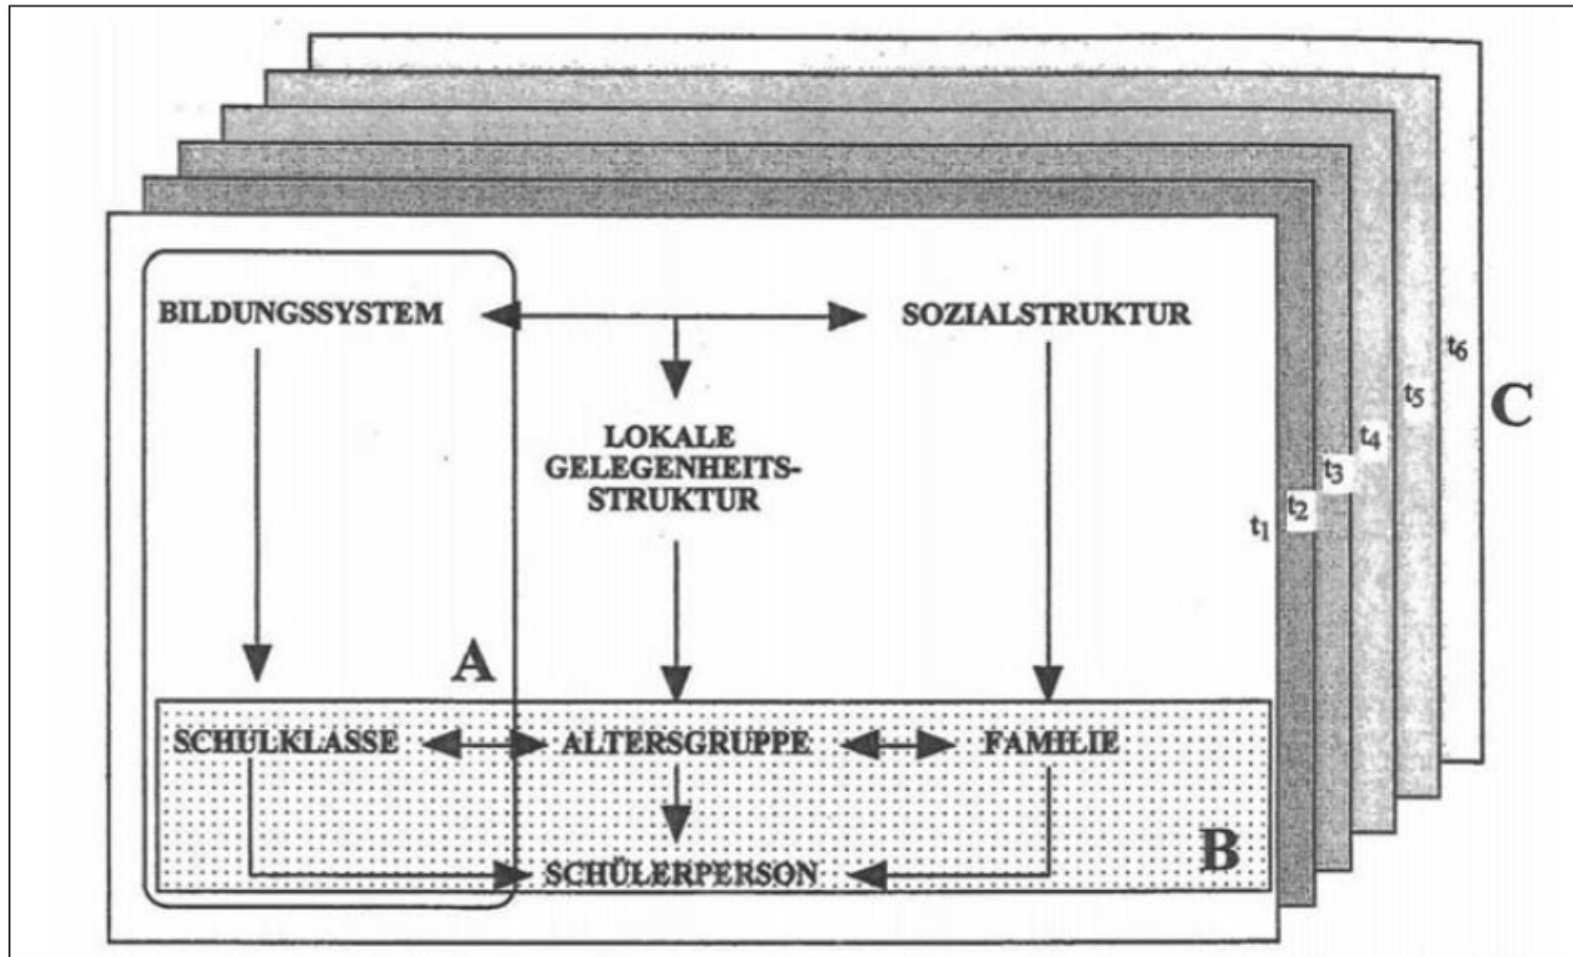 BILDUNGSSYSTEM
SOZIALSTRUKTUR
LOKALE
GELEGENHEITS-
STRUKTUR
t1
t2
t3
t4
t5
t6
C
A
SCHULKLASSE
ALTERSGRUPPE
FAMILIE
B
SCHÜLERPERSON